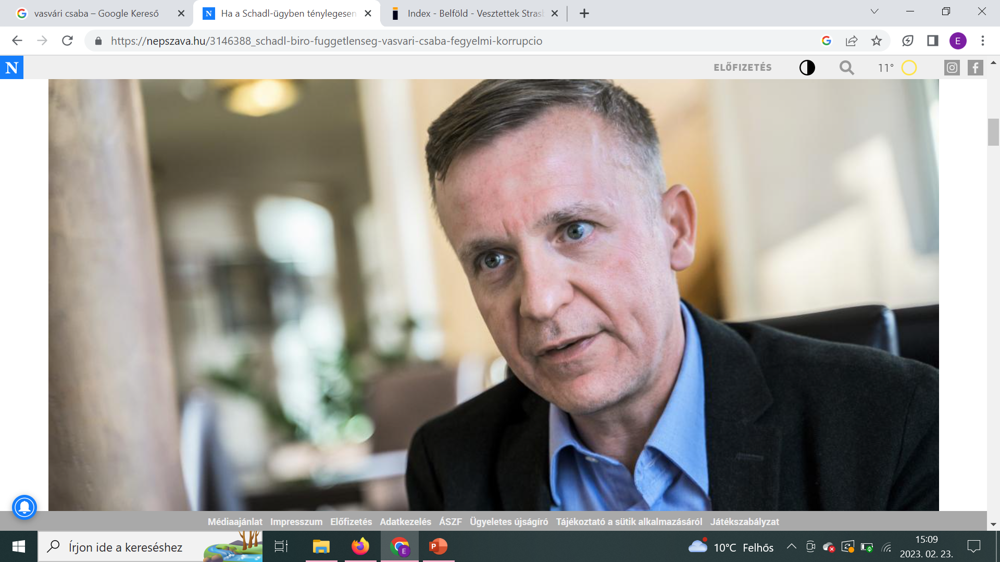 vasvári csaba – Google Kereső
Ha a Schadl-ügyben ténylegesen
Index - Belföld - Vesztettek Stras
https://nepszava.hu/3146388_schadl-biro-fuggetlenseg-vasvari-csaba-fegyelmi-korrupcio
E
N
ELŐFIZETÉS
11°
Médiaajánlat Impresszum Előfizetés Adatkezelés ÁSZF Ügyeletes újságíró Tájékoztató a sütik alkalmazásáról Játékszabályzat
Írjon ide a kereséshez
10°C Felhős
15:09
2023. 02. 23.